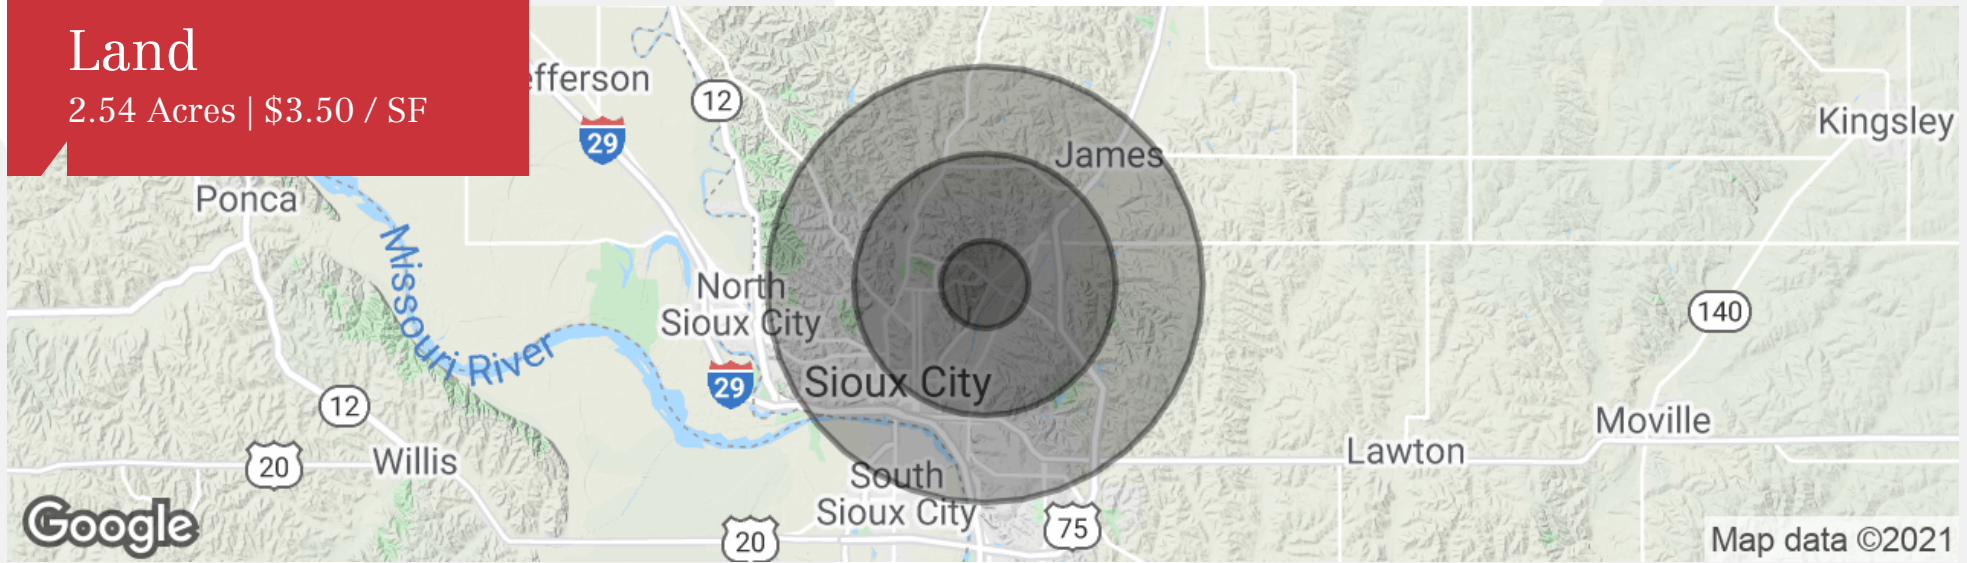 Land
2.54 Acres | $3.50 / SF
efferson
12
29
Kingsley
James
Ponca
Missouri River
North
Sioux City
140
29
Sioux City
12
Moville
Lawton
20
Willis
South
Sioux City
Google
20
75
Map data ©2021